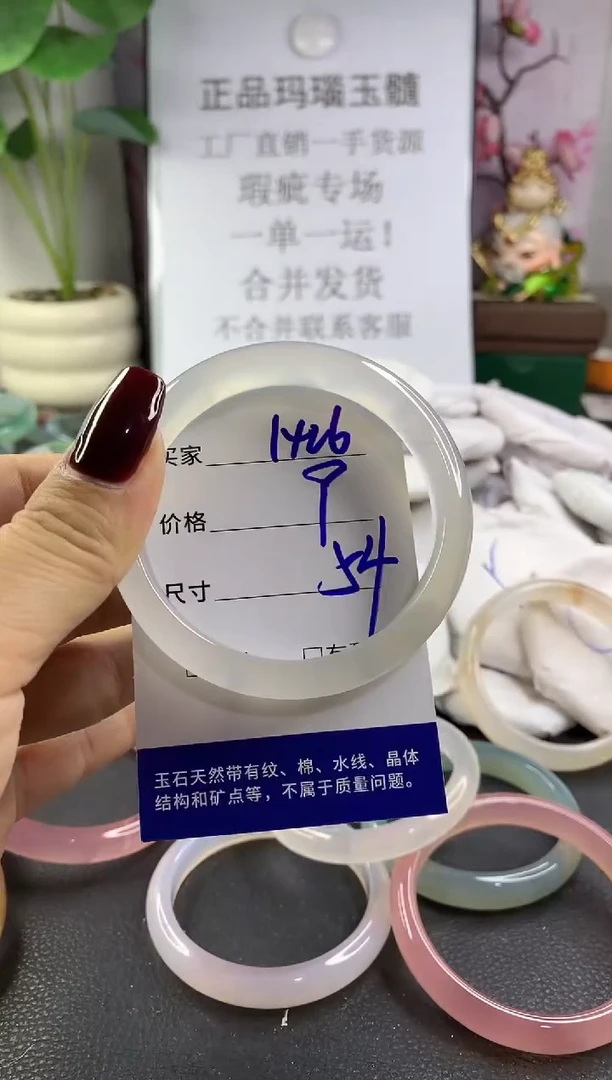 正品玛瑙玉髓
工厂直销一手货源
瑕疵专场
一单一运！
合并发货
不合并联系客服
买家 1426
价格
尺寸 54
玉石天然带有纹、棉、水线、晶体
结构和矿点等，不属于质量问题。